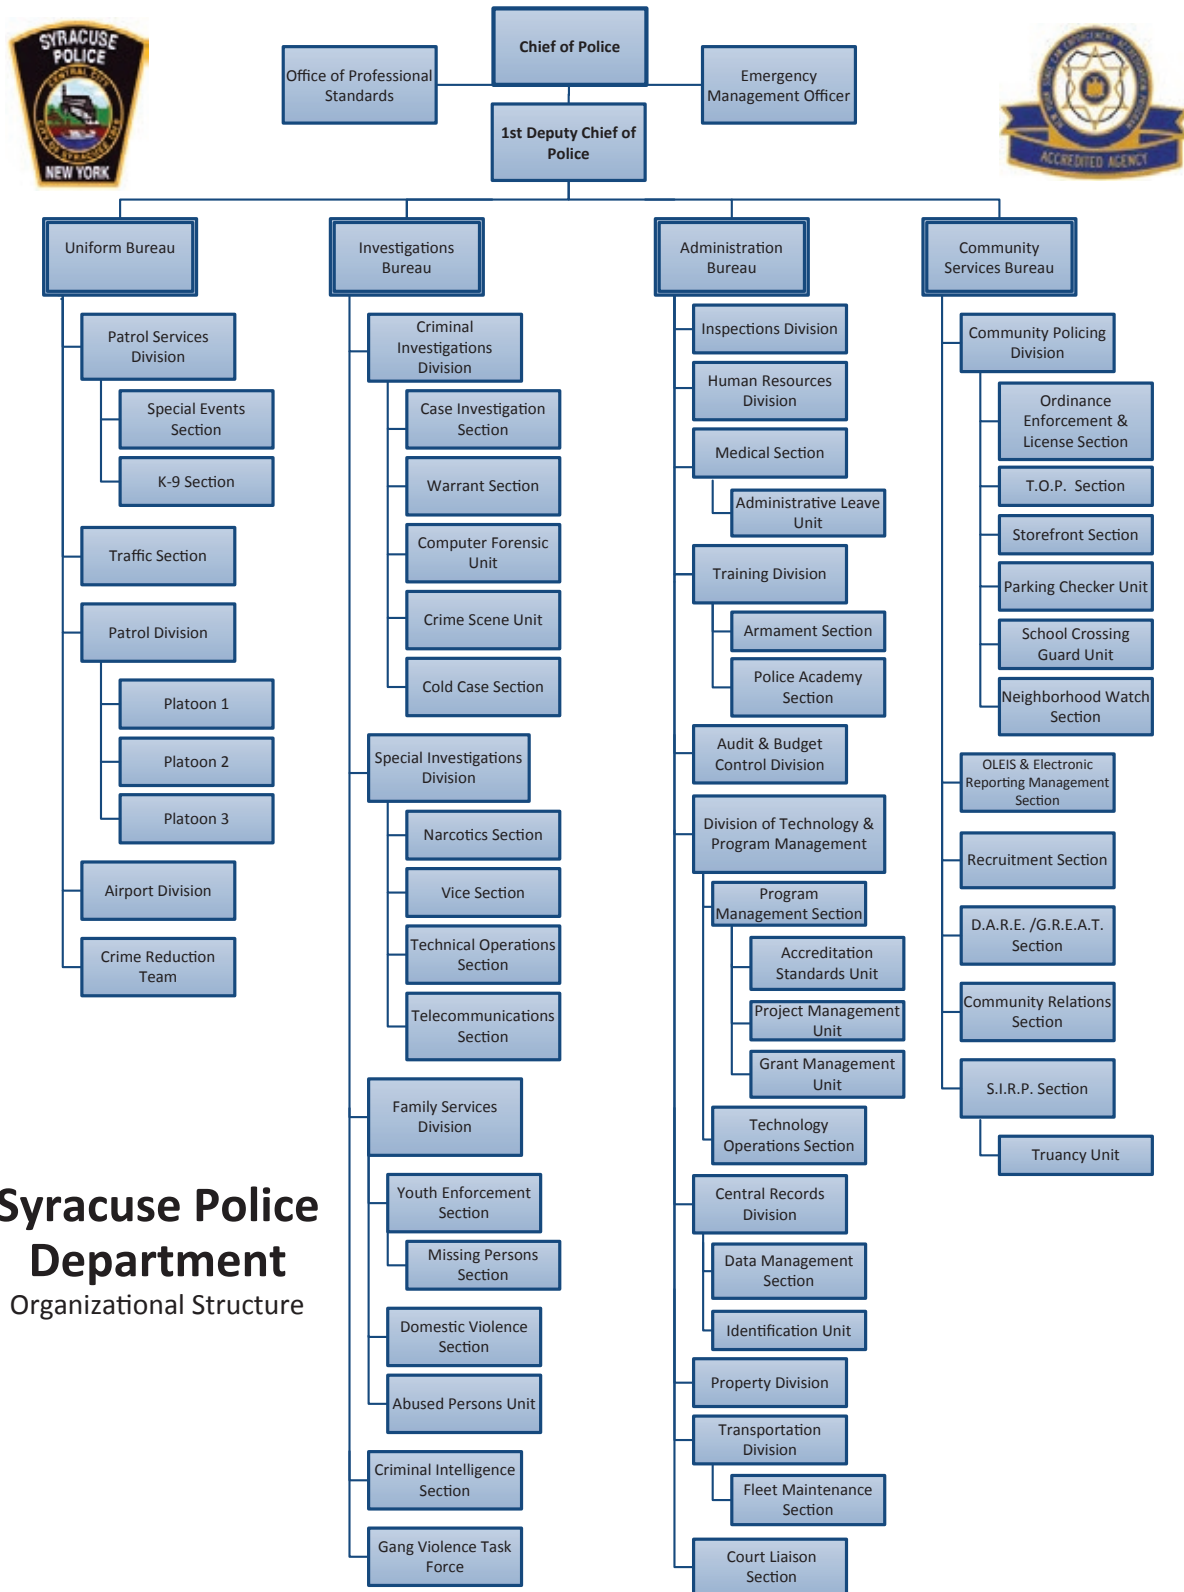 SYRACUSE
POLICE
CENTRAL CITY
CITY OF SYRACUSE
NEW YORK
Chief of Police
Office of Professional
Standards
Emergency
Management Officer
1st Deputy Chief of
Police
ACCREDITED AGENCY
Uniform Bureau
Patrol Services
Division
Special Events
Section
K-9 Section
Traffic Section
Patrol Division
Platoon 1
Platoon 2
Platoon 3
Airport Division
Crime Reduction
Team
Investigations
Bureau
Criminal
Investigations
Division
Case Investigation
Section
Warrant Section
Computer Forensic
Unit
Crime Scene Unit
Cold Case Section
Special Investigations
Division
Narcotics Section
Vice Section
Technical Operations
Section
Telecommunications
Section
Family Services
Division
Youth Enforcement
Section
Missing Persons
Section
Domestic Violence
Section
Abused Persons Unit
Criminal Intelligence
Section
Gang Violence Task
Force
Administration
Bureau
Inspections Division
Human Resources
Division
Medical Section
Administrative Leave
Unit
Training Division
Armament Section
Police Academy
Section
Audit & Budget
Control Division
Division of Technology &
Program Management
Program
Management Section
Accreditation
Standards Unit
Project Management
Unit
Grant Management
Unit
Technology
Operations Section
Central Records
Division
Data Management
Section
Identification Unit
Property Division
Transportation
Division
Fleet Maintenance
Section
Court Liaison
Section
Community
Services Bureau
Community Policing
Division
Ordinance
Enforcement &
License Section
T.O.P. Section
Storefront Section
Parking Checker Unit
School Crossing
Guard Unit
Neighborhood Watch
Section
OLEIS & Electronic
Reporting Management
Section
Recruitment Section
D.A.R.E. /G.R.E.A.T.
Section
Community Relations
Section
S.I.R.P. Section
Truancy Unit
Syracuse Police
Department
Organizational Structure